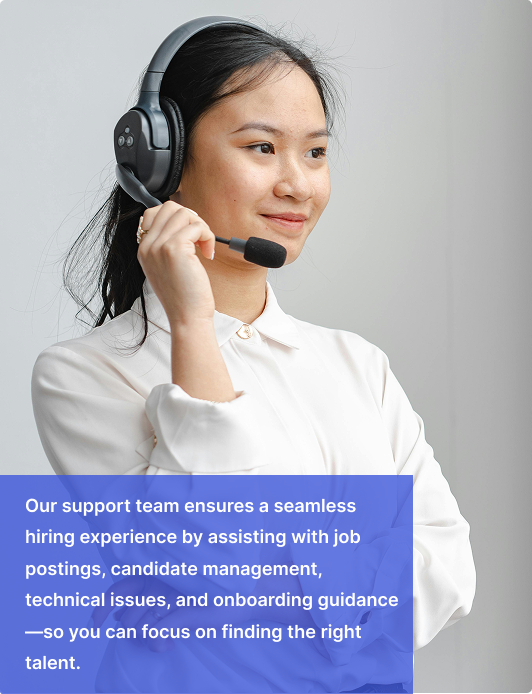 Our support team ensures a seamless
hiring experience by assisting with job
postings, candidate management,
technical issues, and onboarding guidance
—so you can focus on finding the right
talent.